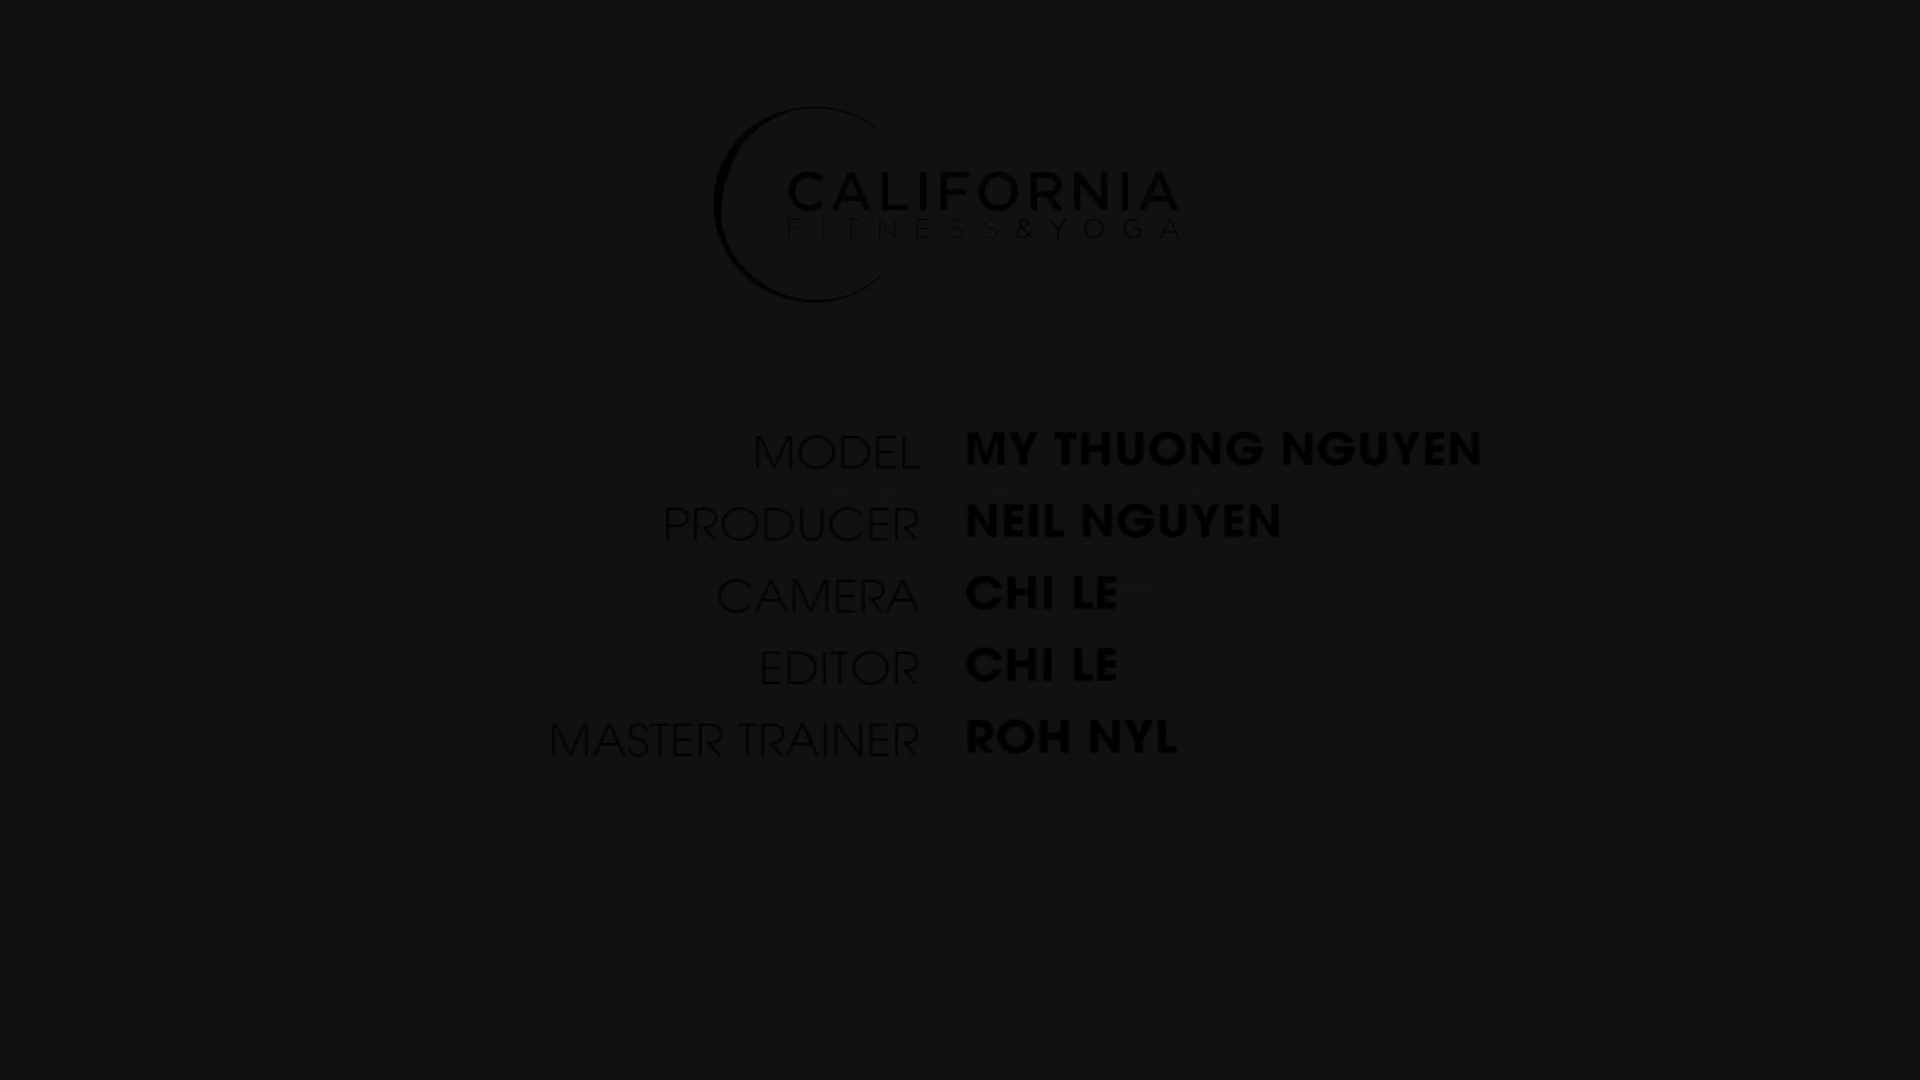 CALIFORNIA
FITNESS&YOGA
MODEL MY THUONG NGUYEN
PRODUCER NEIL NGUYEN
CAMERA CHI LE
EDITOR CHI LE
MASTER TRAINER ROH NYL